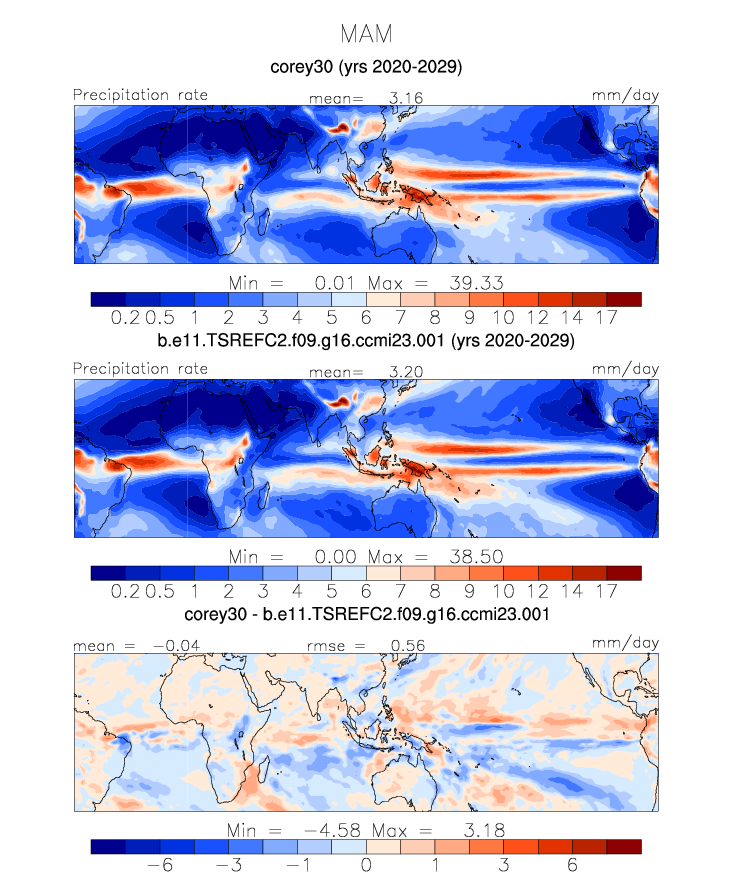 MAM
corey30 (yrs 2020-2029)
Precipitation rate mean= 3.16 mm/day
Min = 0.01 Max = 39.33
0.2 0.5 1 2 3 4 5 6 7 8 9 10 12 14 17
b.e11.TSREFC2.f09.g16.ccmi23.001 (yrs 2020-2029)
Precipitation rate mean= 3.20 mm/day
Min = 0.00 Max = 38.50
0.2 0.5 1 2 3 4 5 6 7 8 9 10 12 14 17
corey30 - b.e11.TSREFC2.f09.g16.ccmi23.001
mean = -0.04 rmse = 0.56 mm/day
Min = -4.58 Max = 3.18
-6 -3 -1 0 1 3 6